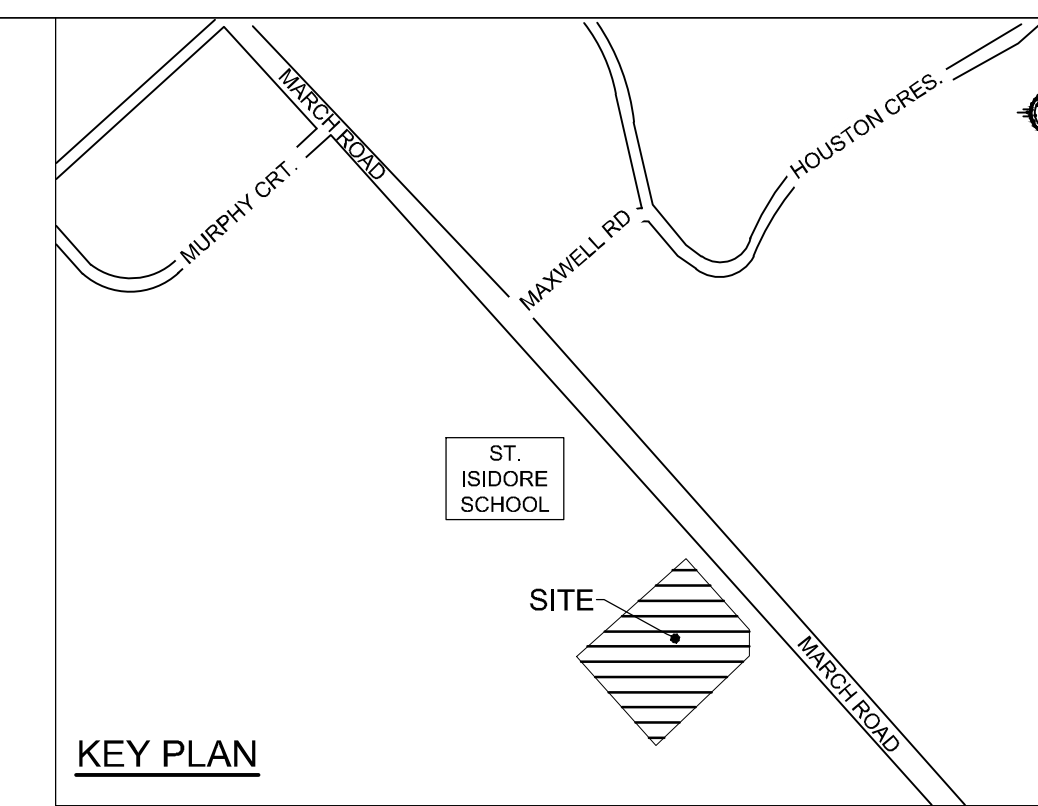 MARCH ROAD
HOUSTON CRES.
MURPHY CRT.
MAXWELL RD
ST.
ISIDORE
SCHOOL
SITE
MARCH ROAD
KEY PLAN